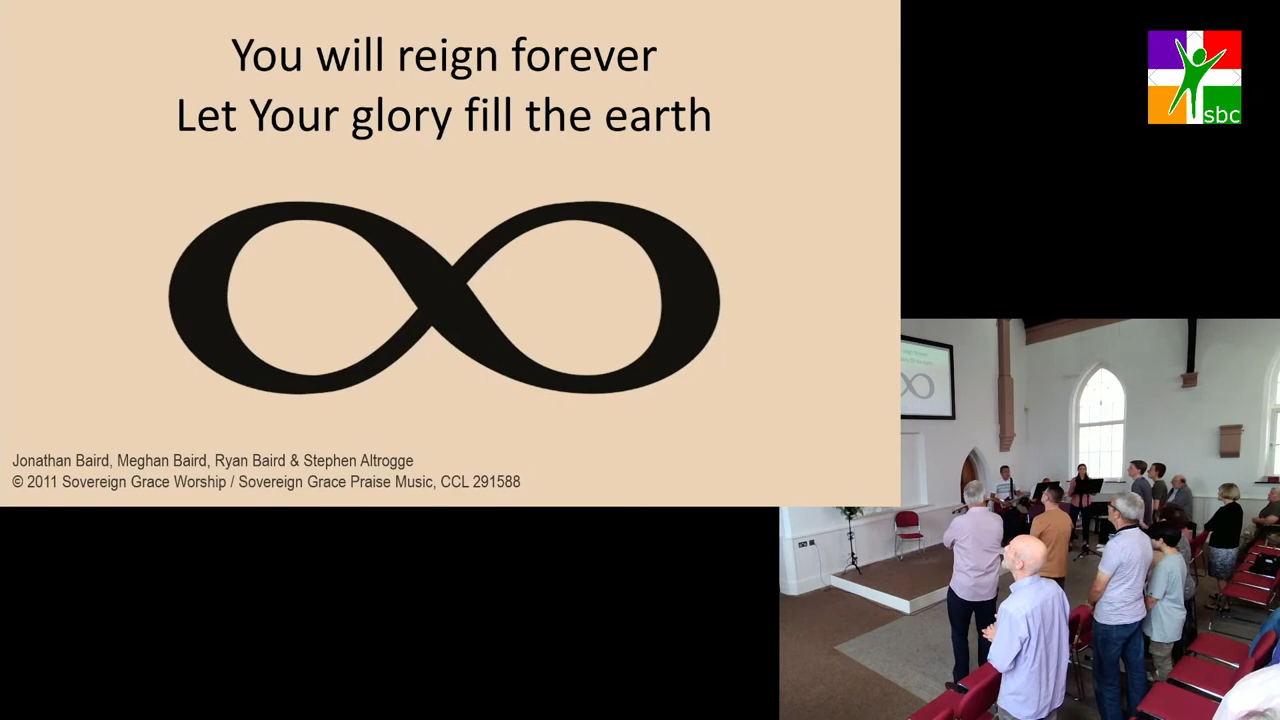 You will reign forever
Let Your glory fill the earth
Jonathan Baird, Meghan Baird, Ryan Baird & Stephen Altrogge
© 2011 Sovereign Grace Worship / Sovereign Grace Praise Music, CCL 291588
sbc